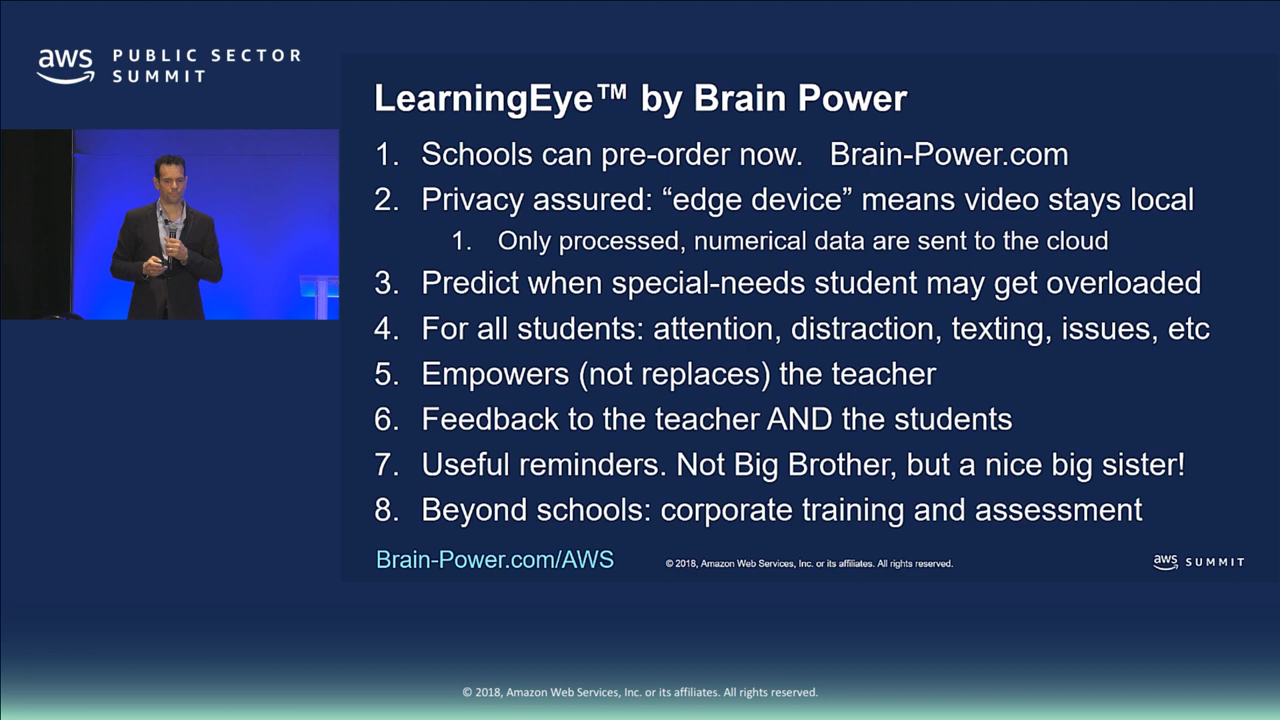 aws PUBLIC SECTOR
SUMMIT
LearningEye™ by Brain Power
1. Schools can pre-order now. Brain-Power.com
2. Privacy assured: “edge device” means video stays local
1. Only processed, numerical data are sent to the cloud
3. Predict when special-needs student may get overloaded
4. For all students: attention, distraction, texting, issues, etc
5. Empowers (not replaces) the teacher
6. Feedback to the teacher AND the students
7. Useful reminders. Not Big Brother, but a nice big sister!
8. Beyond schools: corporate training and assessment
Brain-Power.com/AWS
© 2018, Amazon Web Services, Inc. or its affiliates. All rights reserved.
aws SUMMIT
© 2018, Amazon Web Services, Inc. or its affiliates. All rights reserved.